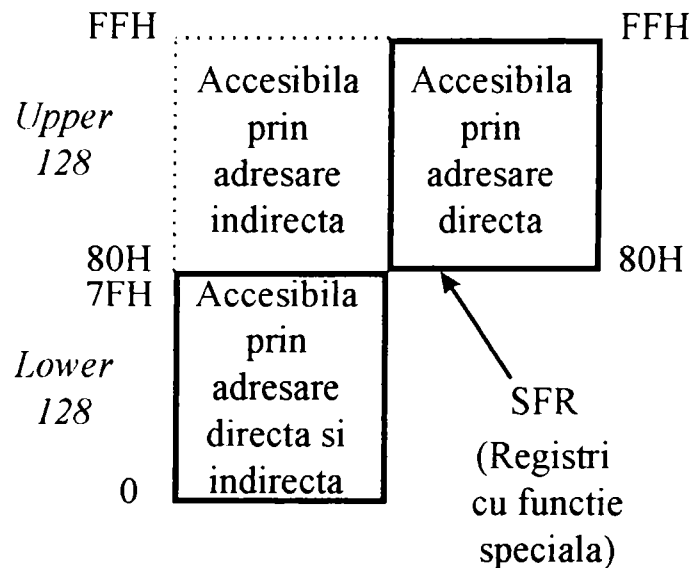 FFH
FFH
Upper
128
Accesibila
prin
adresare
indirecta
Accesibila
prin
adresare
directa
80H
80H
7FH
Lower
128
Accesibila
prin
adresare
directa si
indirecta
0
SFR
(Registri
cu functie
speciala)